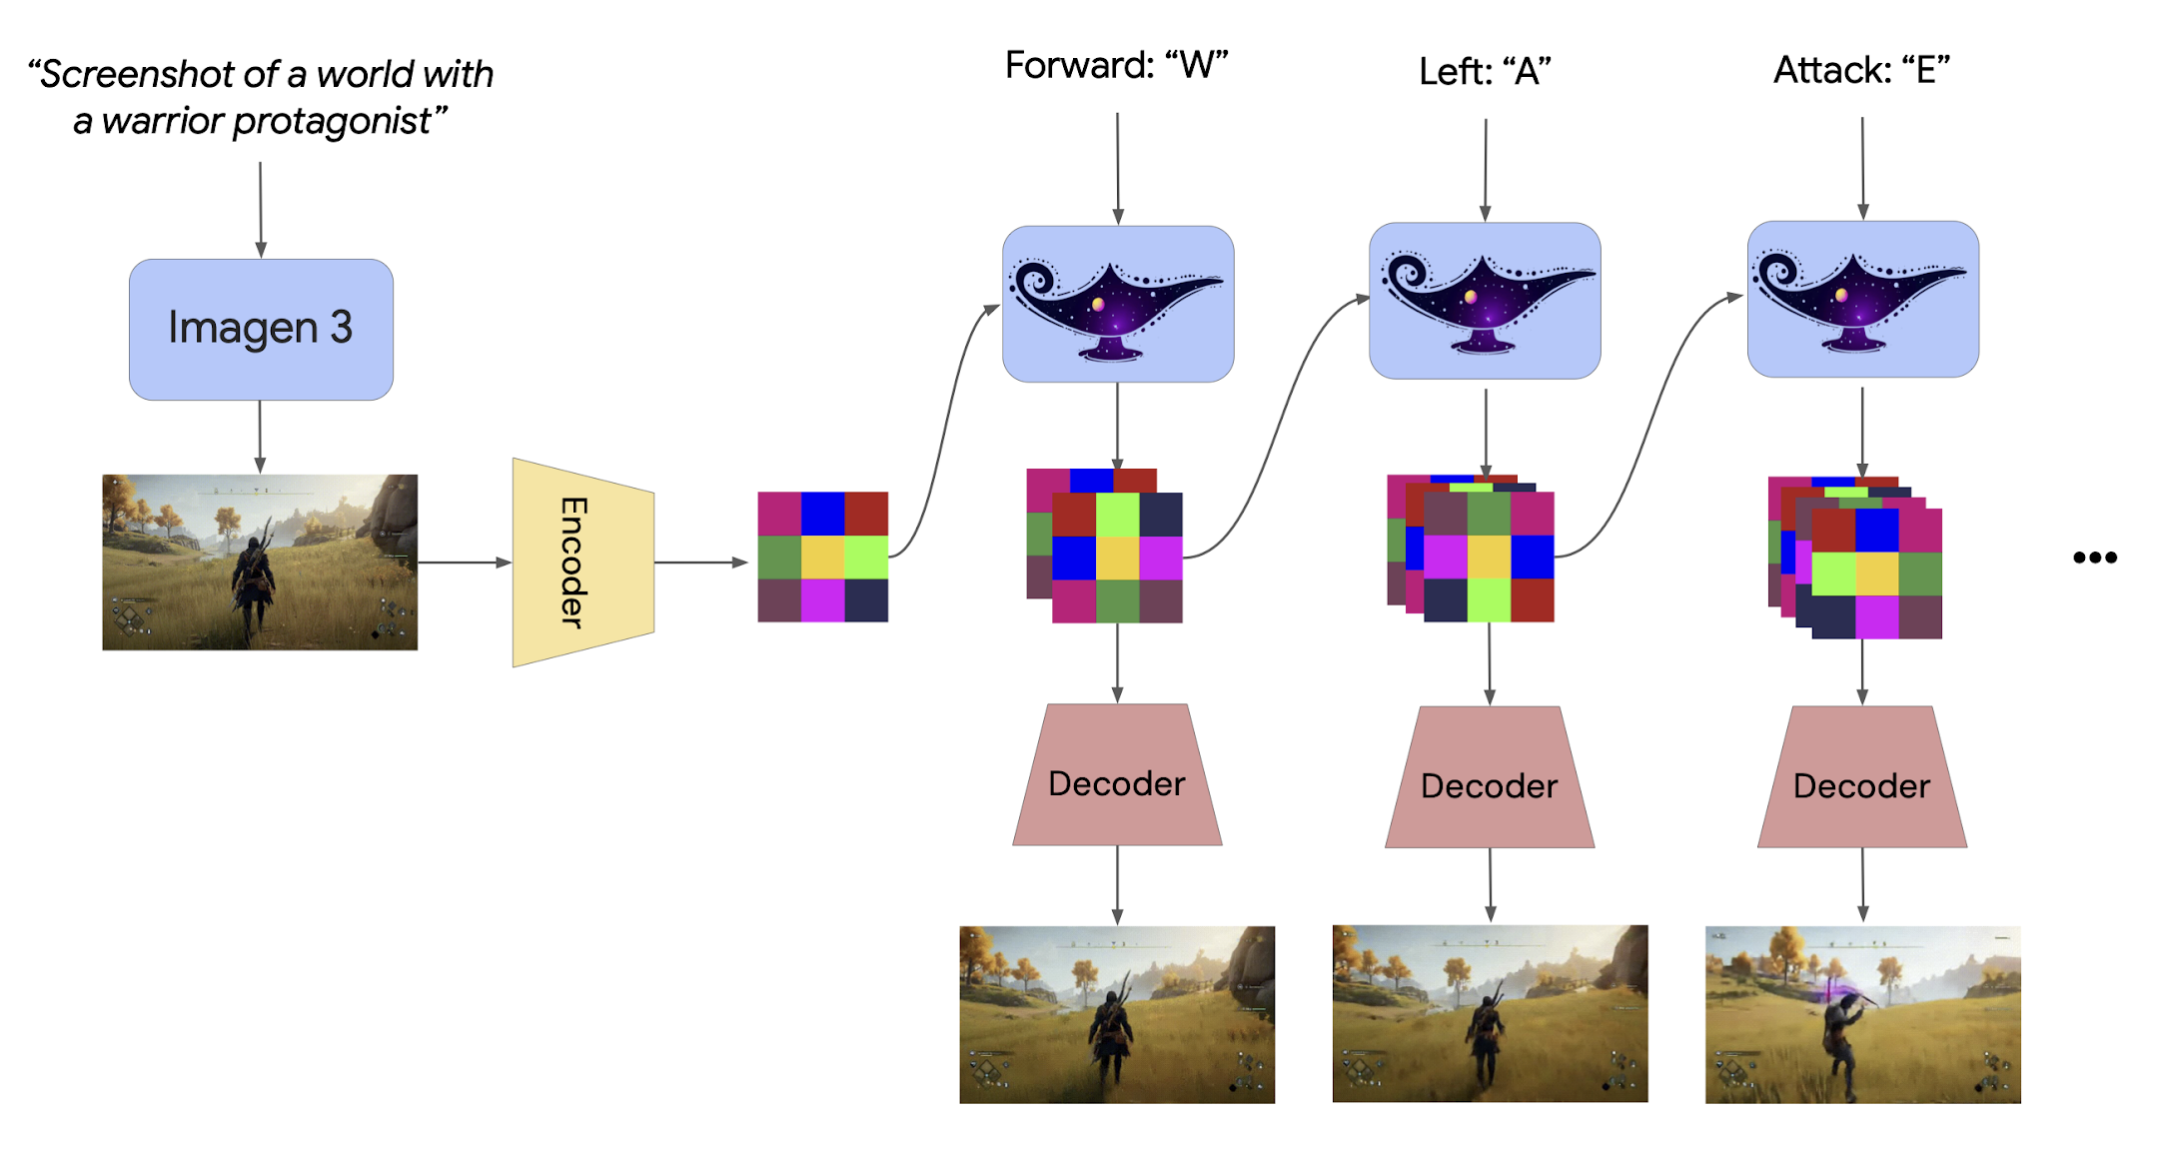 “Screenshot of a world with
a warrior protagonist”
Imagen 3
Encoder
Forward: “W”
Left: “A”
Attack: “E”
Decoder
Decoder
Decoder